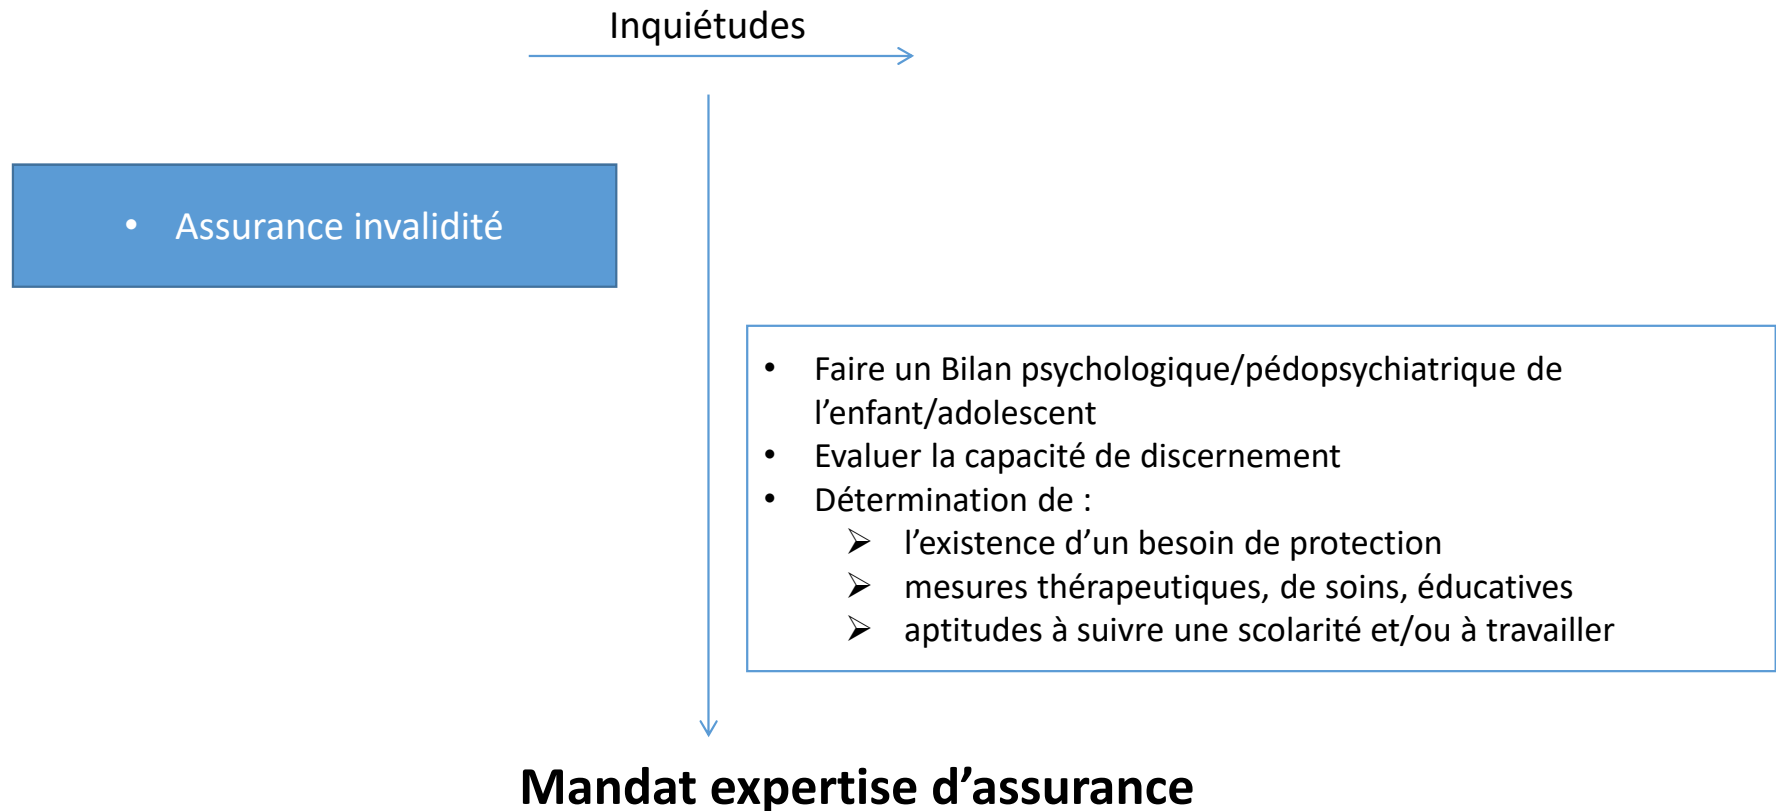 Inquiétudes
• Assurance invalidité
• Faire un Bilan psychologique/pédopsychiatrique de
l’enfant/adolescent
• Evaluer la capacité de discernement
• Détermination de :
➢ l’existence d’un besoin de protection
➢ mesures thérapeutiques, de soins, éducatives
➢ aptitudes à suivre une scolarité et/ou à travailler
Mandat expertise d’assurance